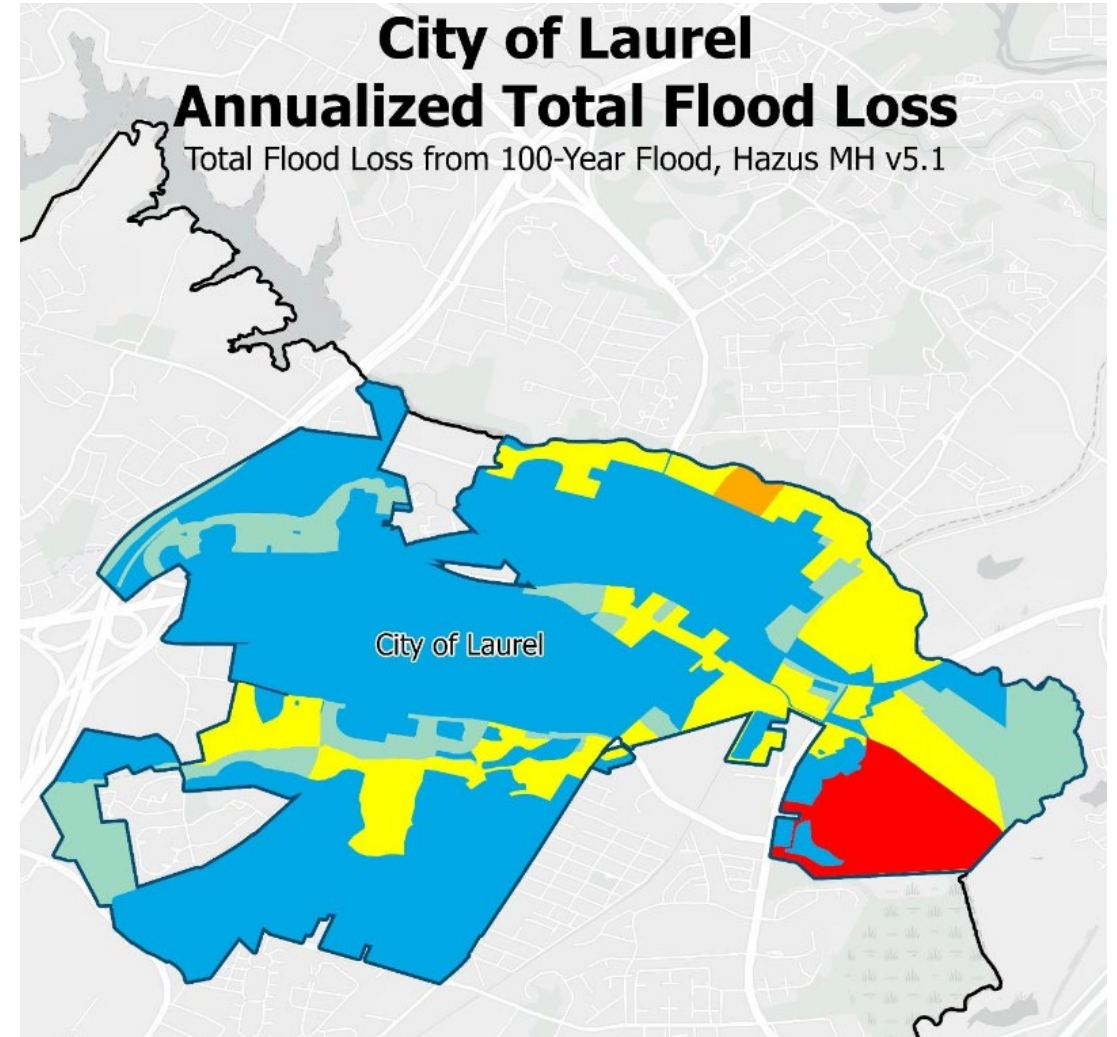 City of Laurel
Annualized Total Flood Loss
Total Flood Loss from 100-Year Flood, Hazus MH v5.1
City of Laurel